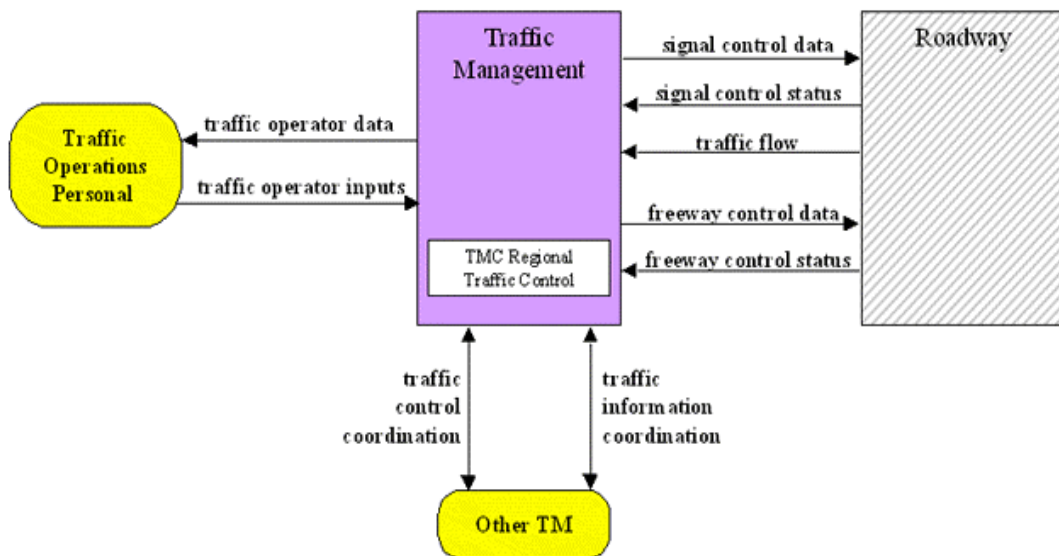 Traffic
Management
Roadway
signal control data
signal control status
traffic operator data
traffic flow
Traffic
Operations
Personal
traffic operator inputs
freeway control data
TMC Regional
Traffic Control
freeway control status
traffic
control
coordination
traffic
information
coordination
Other TM